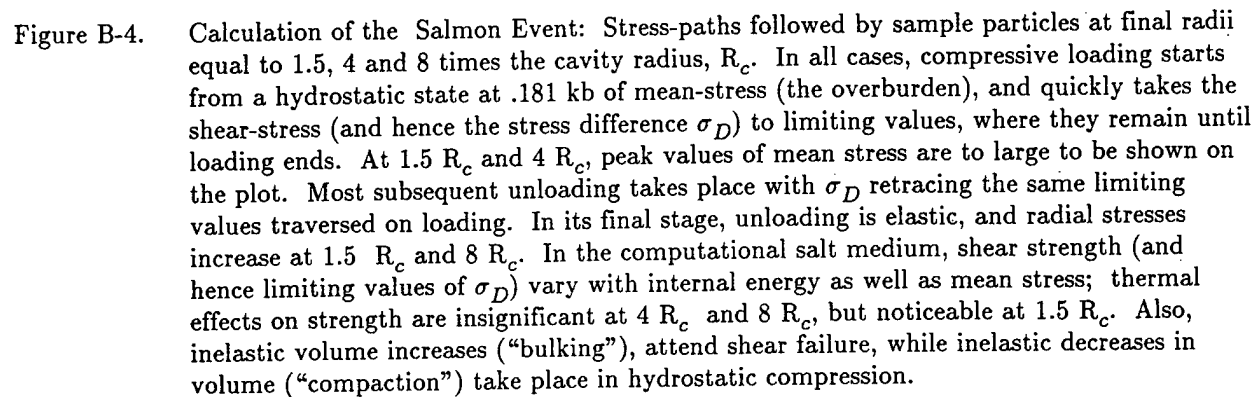 Figure B-4. Calculation of the Salmon Event: Stress-paths followed by sample particles at final radii
equal to 1.5, 4 and 8 times the cavity radius, R_c. In all cases, compressive loading starts
from a hydrostatic state at .181 kb of mean-stress (the overburden), and quickly takes the
shear-stress (and hence the stress difference σ_D) to limiting values, where they remain until
loading ends. At 1.5 R_c and 4 R_c, peak values of mean stress are to large to be shown on
the plot. Most subsequent unloading takes place with σ_D retracing the same limiting
values traversed on loading. In its final stage, unloading is elastic, and radial stresses
increase at 1.5 R_c and 8 R_c. In the computational salt medium, shear strength (and
hence limiting values of σ_D) vary with internal energy as well as mean stress; thermal
effects on strength are insignificant at 4 R_c and 8 R_c, but noticeable at 1.5 R_c. Also,
inelastic volume increases (“bulking”), attend shear failure, while inelastic decreases in
volume (“compaction”) take place in hydrostatic compression.